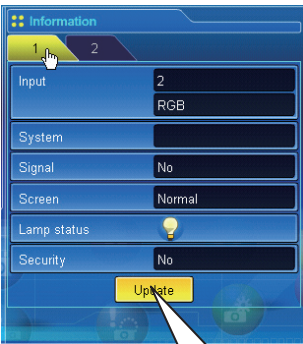 Information
1 2
Input 2
RGB
System
Signal No
Screen Normal
Lamp status
Security No
Update